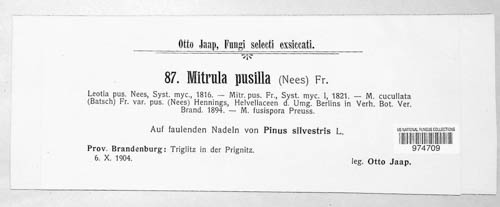 Otto Jaap, Fungi selecti exsiccati.
87. Mitrula pusilla (Nees) Fr.
Leotia pus. Nees, Syst. myc., 1816. — Mitr. pus. Fr., Syst. myc. I, 1821. — M. cucullata
(Batsch) Fr. var. pus. (Nees) Hennings, Helvellaceen d. Umg. Berlins in Verh. Bot. Ver.
Brand. 1894. — M. fusispora Preuss.
Auf faulenden Nadeln von Pinus silvestris L.
US NATIONAL FUNGUS COLLECTIONS
974709
Prov. Brandenburg: Triglitz in der Prignitz.
6. X. 1904.
leg. Otto Jaap.